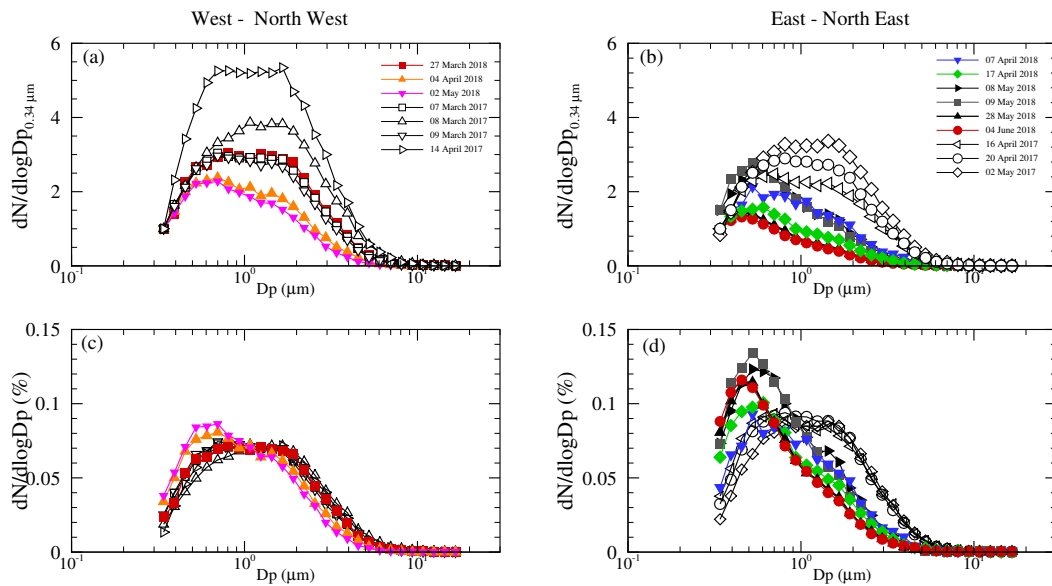 West - North West
East - North East
(a)
dN/dlogDp0.34 μm
6
4
2
0
10-1
100
101
Dp (μm)
27 March 2018
04 April 2018
02 May 2018
07 March 2017
08 March 2017
09 March 2017
14 April 2017
(b)
dN/dlogDp0.34 μm
6
4
2
0
10-1
100
101
Dp (μm)
07 April 2018
17 April 2018
08 May 2018
09 May 2018
28 May 2018
04 June 2018
16 April 2017
20 April 2017
02 May 2017
(c)
dN/dlogDp (%)
0.15
0.1
0.05
0
10-1
100
101
Dp (μm)
(d)
dN/dlogDp (%)
0.15
0.1
0.05
0
10-1
100
101
Dp (μm)